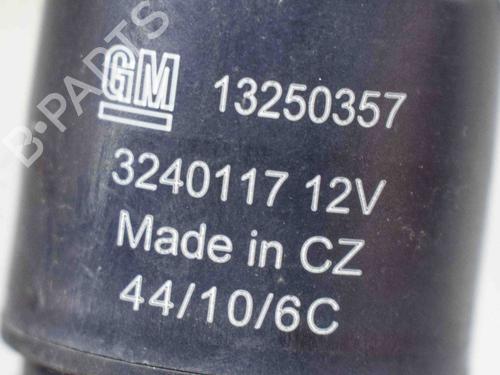 B-PARTS
GM 13250357
3240117 12V
Made in CZ
44/10/6C